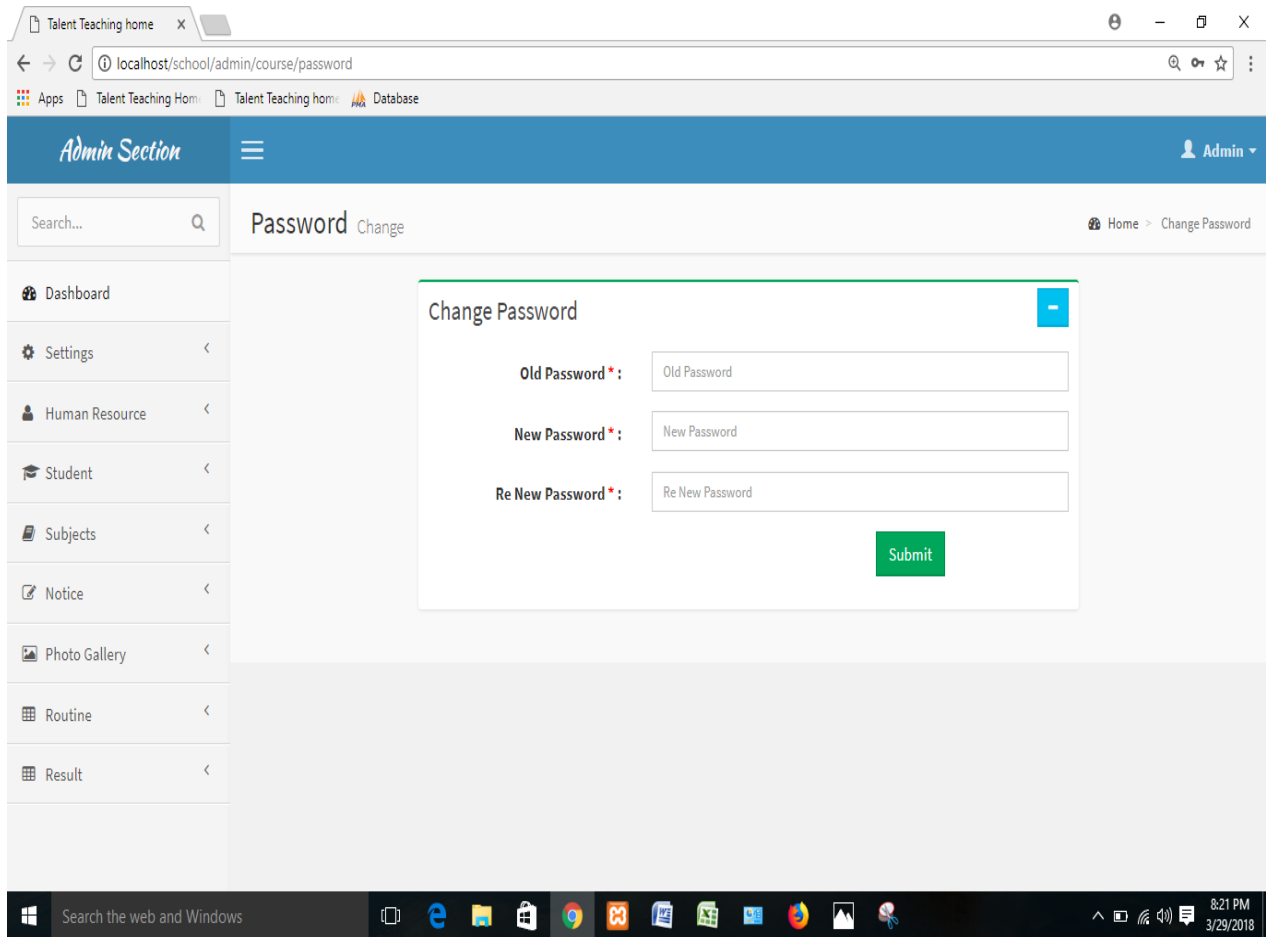 Talent Teaching home
localhost/school/admin/course/password
Apps Talent Teaching Hom Talent Teaching home Database
Admin Section Admin
Search... Password Change Home > Change Password
Dashboard
Settings
Human Resource
Student
Subjects
Notice
Photo Gallery
Routine
Result
Change Password
Old Password * : Old Password
New Password * : New Password
Re New Password * : Re New Password
Submit
Search the web and Windows
8:21 PM
3/29/2018